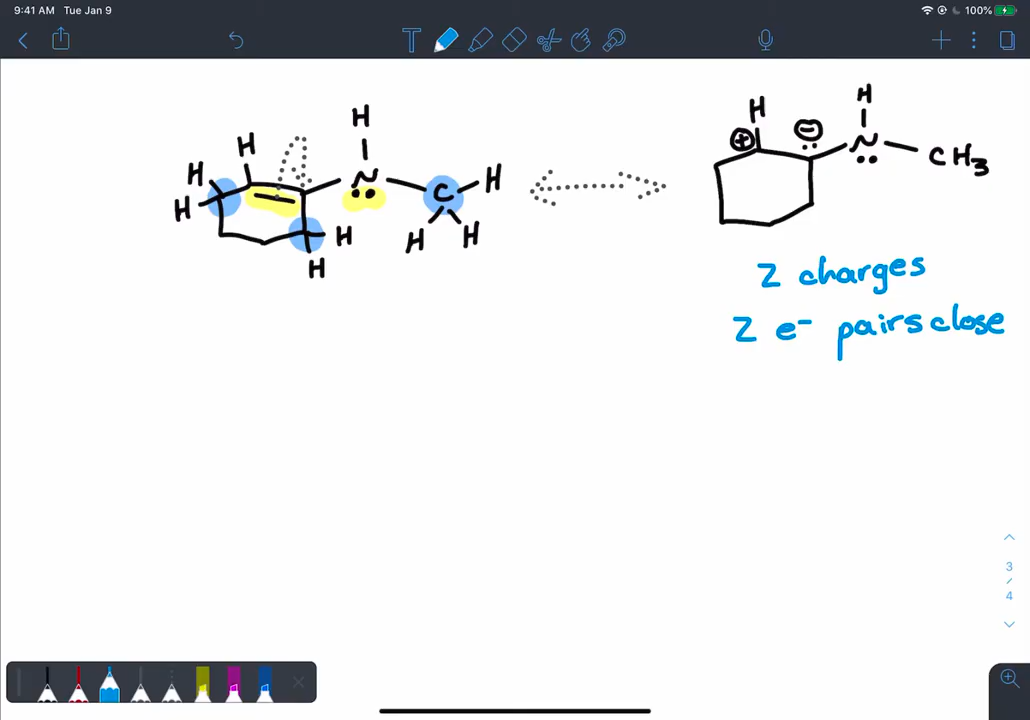 9:41 AM Tue Jan 9
100%
T
H
H
H
H
N
C
H
H
H
H
H
H
H
N
CH3
2 charges
2 e- pairs close
3
/
4